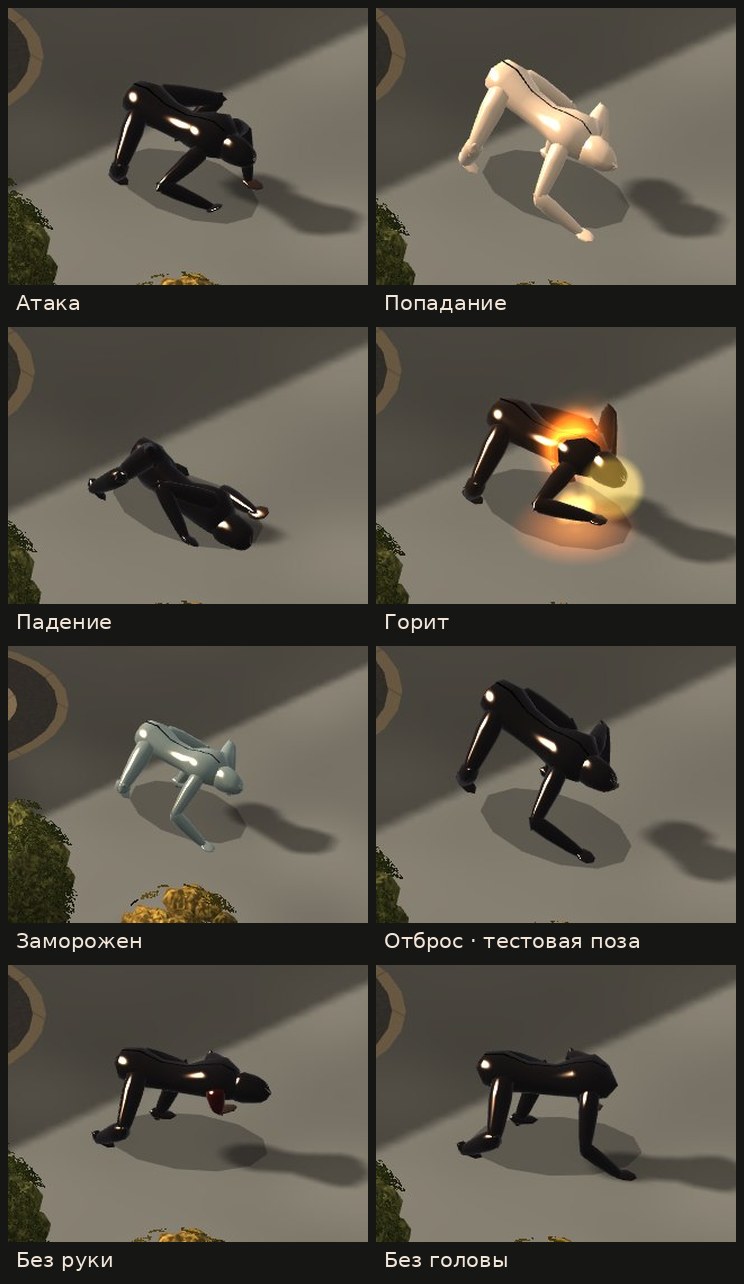 Атака
Попадание
Падение
Горит
Заморожен
Отброс · тестовая поза
Без руки
Без головы